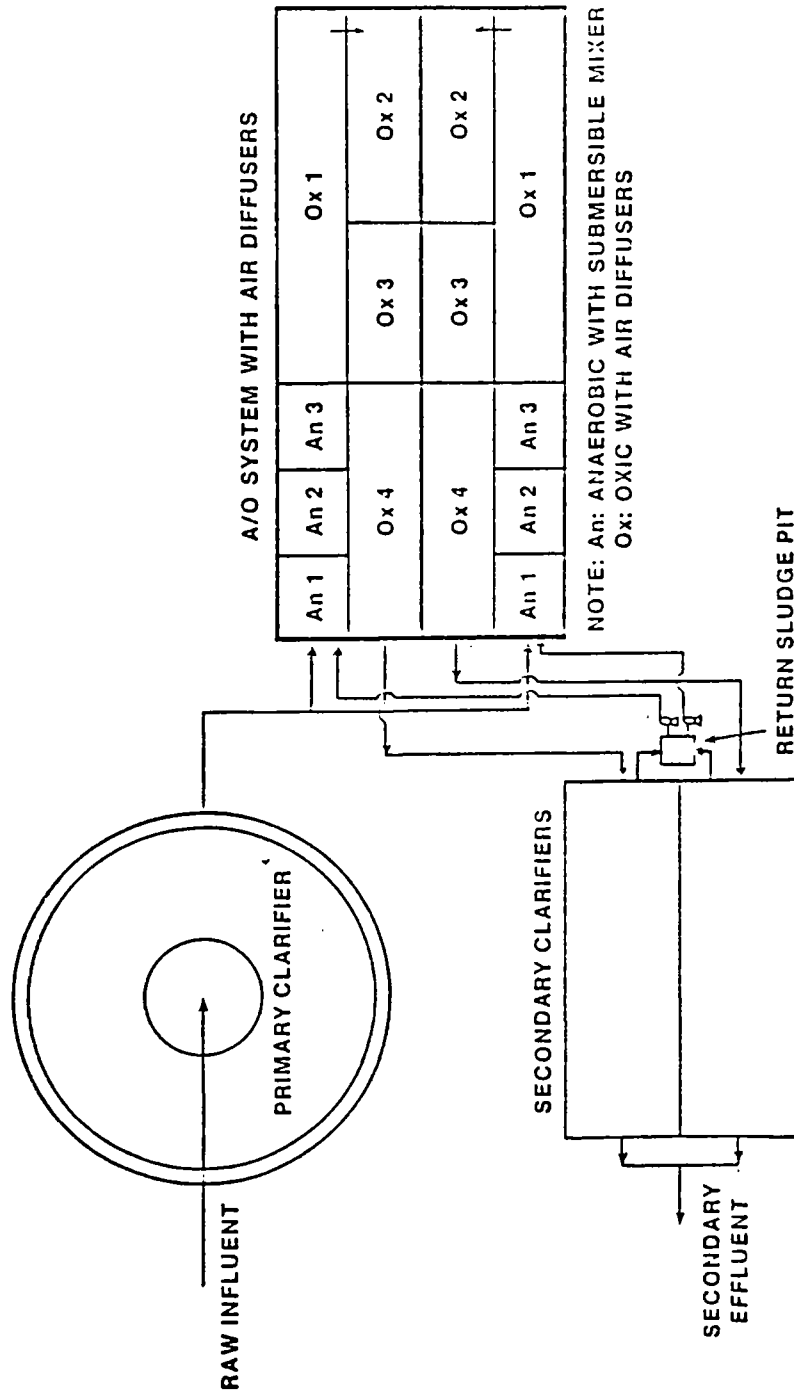 A/O SYSTEM WITH AIR DIFFUSERS
An 1
An 2
An 3
Ox 1
Ox 4
Ox 3
Ox 2
Ox 4
Ox 3
Ox 2
An 1
An 2
An 3
Ox 1
NOTE: An: ANAEROBIC WITH SUBMERSIBLE MIXER
Ox: OXIC WITH AIR DIFFUSERS
RAW INFLUENT
PRIMARY CLARIFIER
SECONDARY CLARIFIERS
SECONDARY
EFFLUENT
RETURN SLUDGE PIT